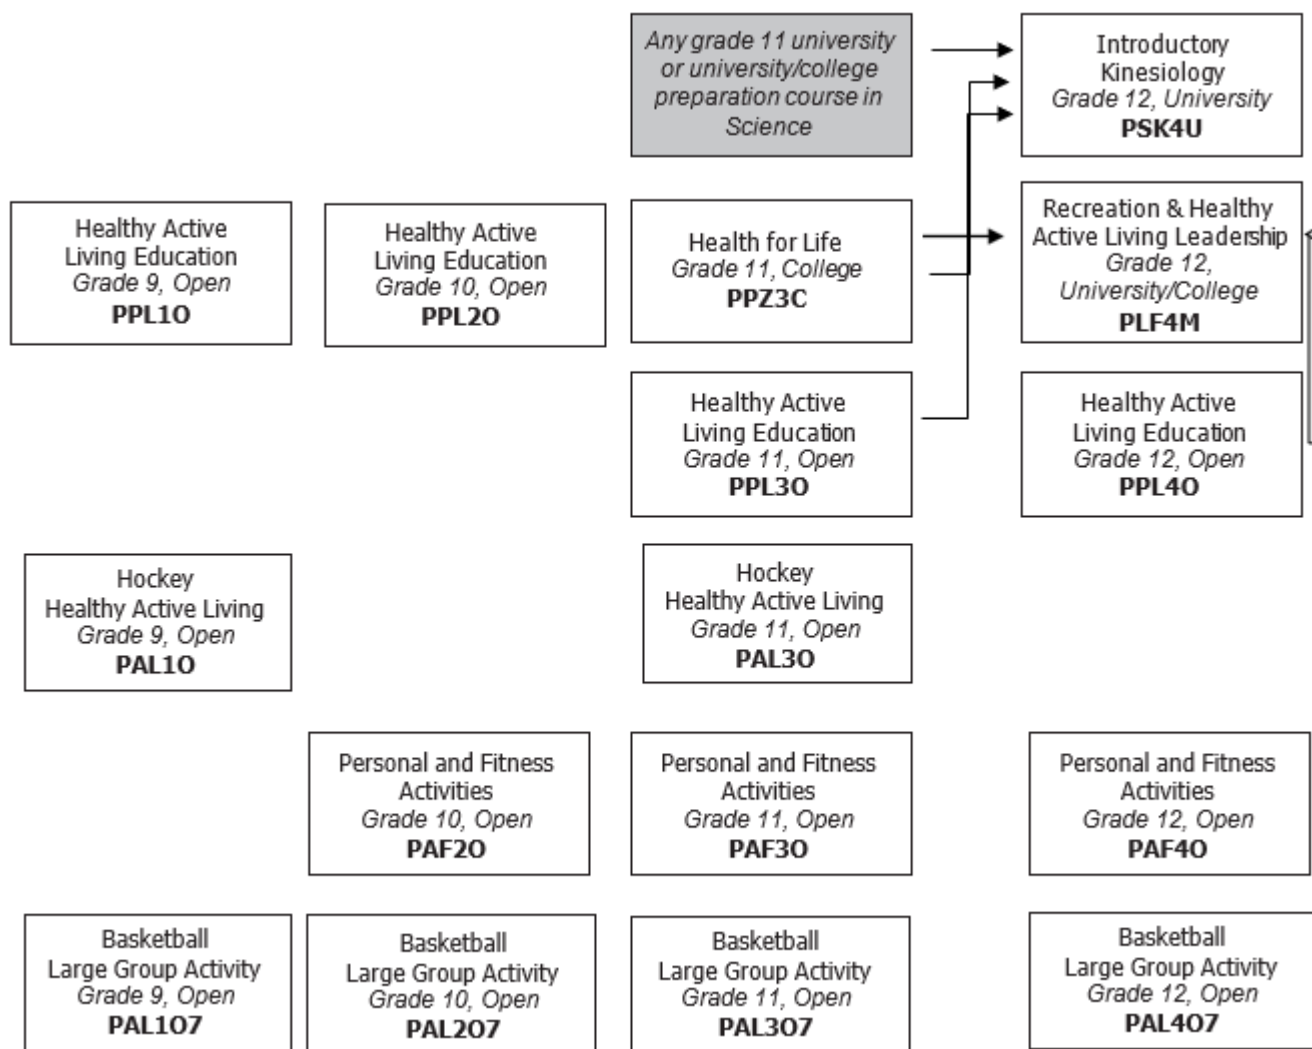 Any grade 11 university
or university/college
preparation course in
Science
Introductory
Kinesiology
Grade 12, University
PSK4U
Healthy Active
Living Education
Grade 9, Open
PPL1O
Healthy Active
Living Education
Grade 10, Open
PPL2O
Health for Life
Grade 11, College
PPZ3C
Recreation & Healthy
Active Living Leadership
Grade 12,
University/College
PLF4M
Healthy Active
Living Education
Grade 11, Open
PPL3O
Healthy Active
Living Education
Grade 12, Open
PPL4O
Hockey
Healthy Active Living
Grade 9, Open
PAL1O
Hockey
Healthy Active Living
Grade 11, Open
PAL3O
Personal and Fitness
Activities
Grade 10, Open
PAF2O
Personal and Fitness
Activities
Grade 11, Open
PAF3O
Personal and Fitness
Activities
Grade 12, Open
PAF4O
Basketball
Large Group Activity
Grade 9, Open
PAL1O7
Basketball
Large Group Activity
Grade 10, Open
PAL2O7
Basketball
Large Group Activity
Grade 11, Open
PAL3O7
Basketball
Large Group Activity
Grade 12, Open
PAL4O7